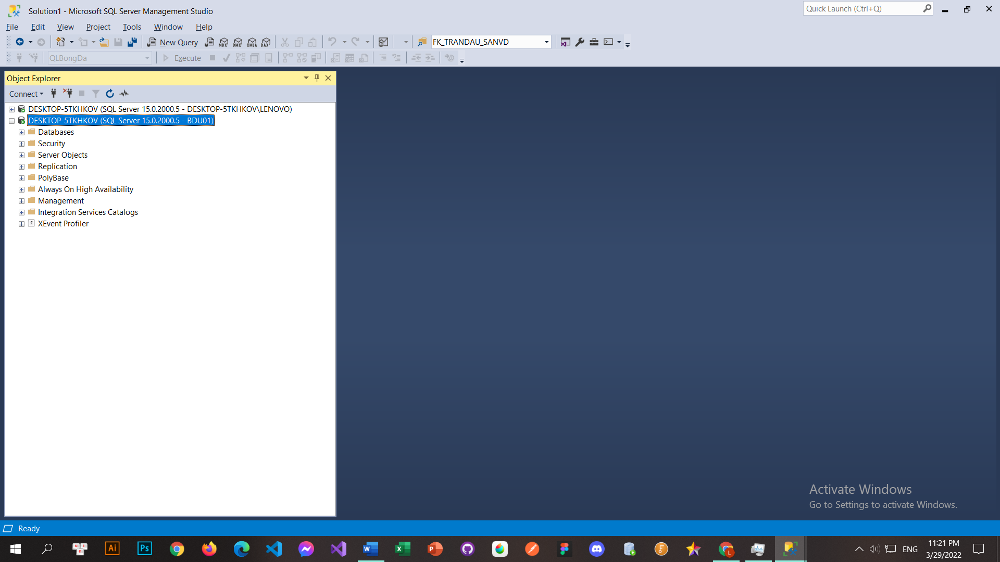 Solution1 - Microsoft SQL Server Management Studio
Quick Launch (Ctrl+Q)
File Edit View Project Tools Window Help
New Query MDX DMX XMLA DAX FK_TRANDAU_SANVD
QLBongDa Execute
Object Explorer
Connect
DESKTOP-5TKHKOV (SQL Server 15.0.2000.5 - DESKTOP-5TKHKOV\LENOVO)
DESKTOP-5TKHKOV (SQL Server 15.0.2000.5 - BDU01)
Databases
Security
Server Objects
Replication
PolyBase
Always On High Availability
Management
Integration Services Catalogs
XEvent Profiler
Activate Windows
Go to Settings to activate Windows.
Ready
Ai Ps
ENG
11:21 PM
3/29/2022